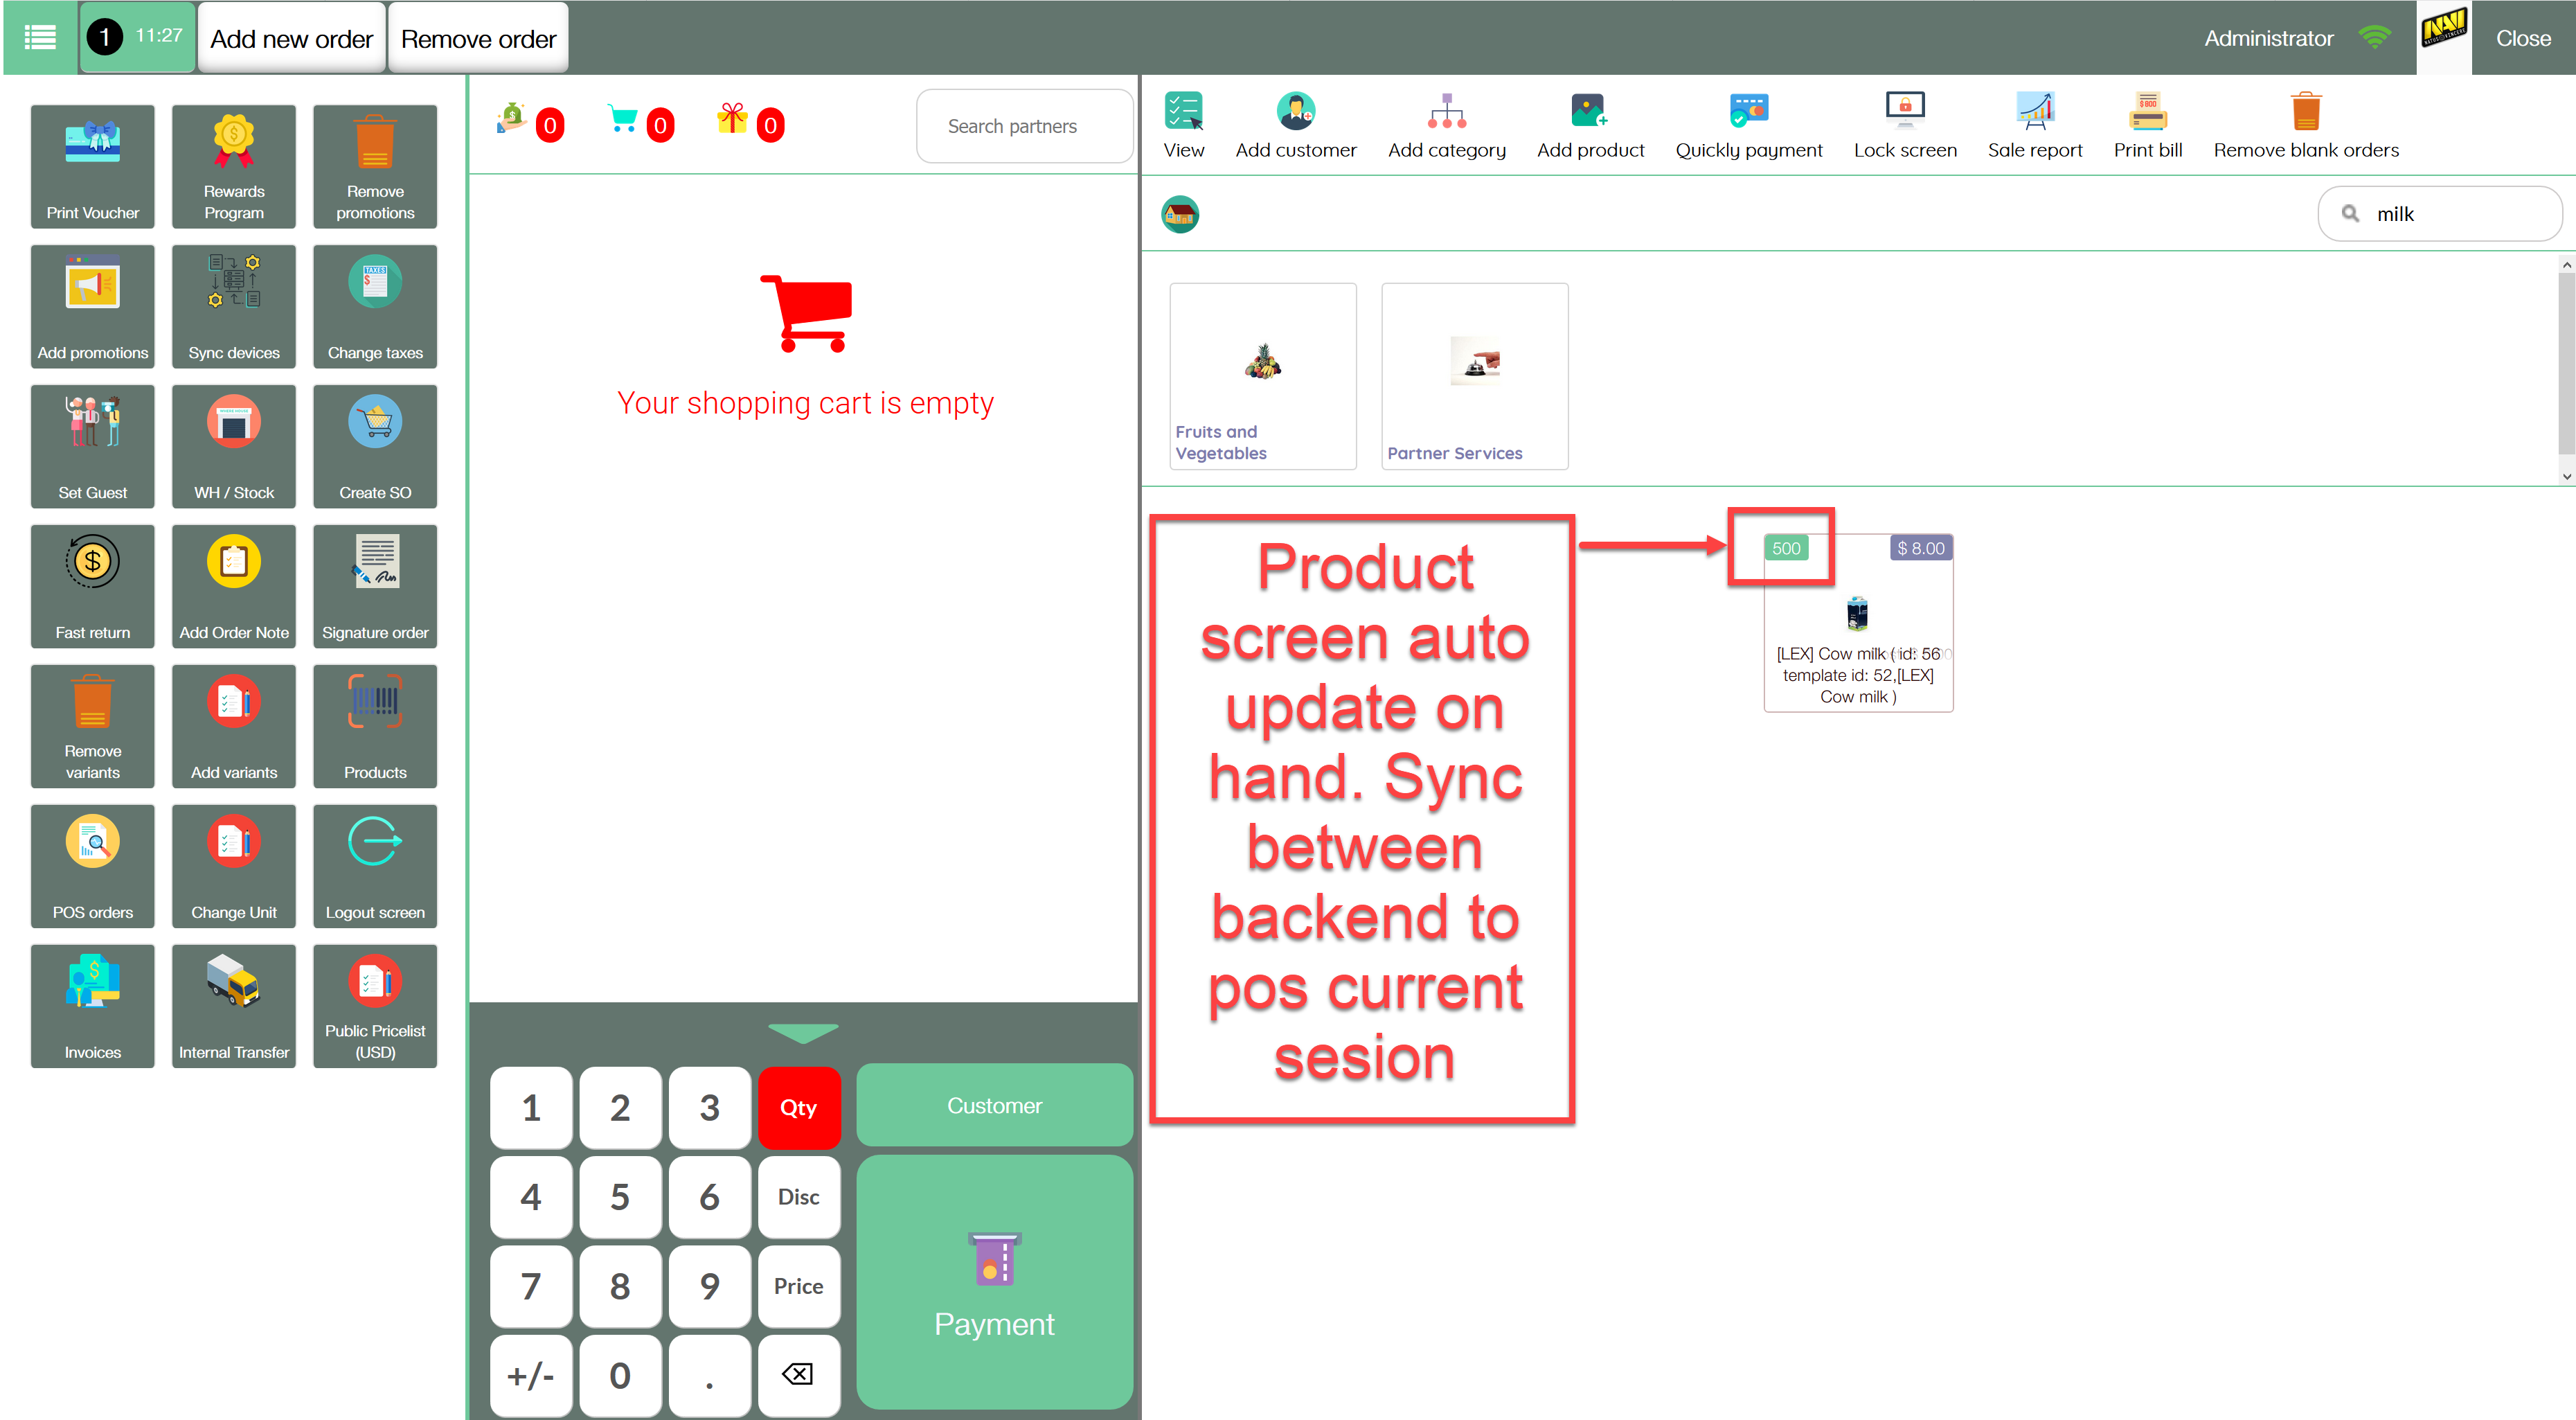 1 11:27 Add new order Remove order Administrator Close
Print Voucher
Rewards
Program
Remove
promotions
Add promotions
Sync devices
TAXES
Change taxes
Set Guest
WH / Stock
Create SO
Fast return
Add Order Note
Signature order
Remove
variants
Add variants
Products
POS orders
Change Unit
Logout screen
Invoices
Internal Transfer
Public Pricelist
(USD)
0 0 0 Search partners
Your shopping cart is empty
1 2 3 Qty
4 5 6 Disc
7 8 9 Price
+/- 0 .
Customer
Payment
View Add customer Add category Add product Quickly payment Lock screen Sale report Print bill Remove blank orders
milk
Fruits and
Vegetables
Partner Services
Product
screen auto
update on
hand. Sync
between
backend to
pos current
sesion
500 $ 8.00
[LEX] Cow milk ( id: 56
template id: 52,[LEX]
Cow milk )